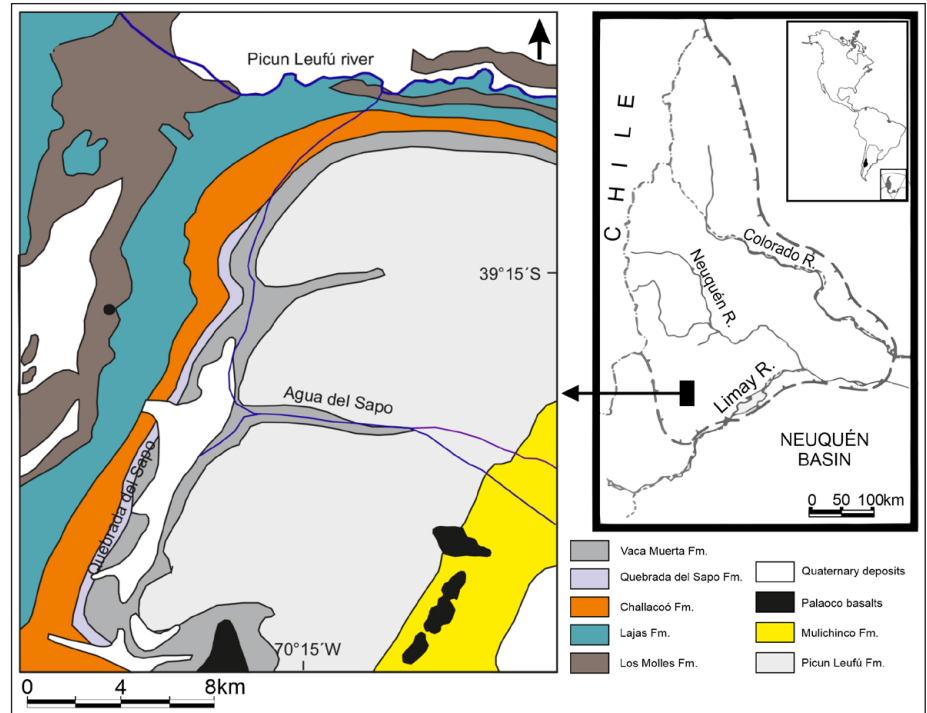 Picun Leufú river
39°15´S
Agua del Sapo
Quebrada del Sapo
70°15´W
0 4 8km
CHILE
Colorado R.
Neuquén R.
Limay R.
NEUQUÉN
BASIN
0 50 100km
Vaca Muerta Fm.
Quebrada del Sapo Fm.
Challacoó Fm.
Lajas Fm.
Los Molles Fm.
Quaternary deposits
Palaoco basalts
Mulichinco Fm.
Picun Leufú Fm.